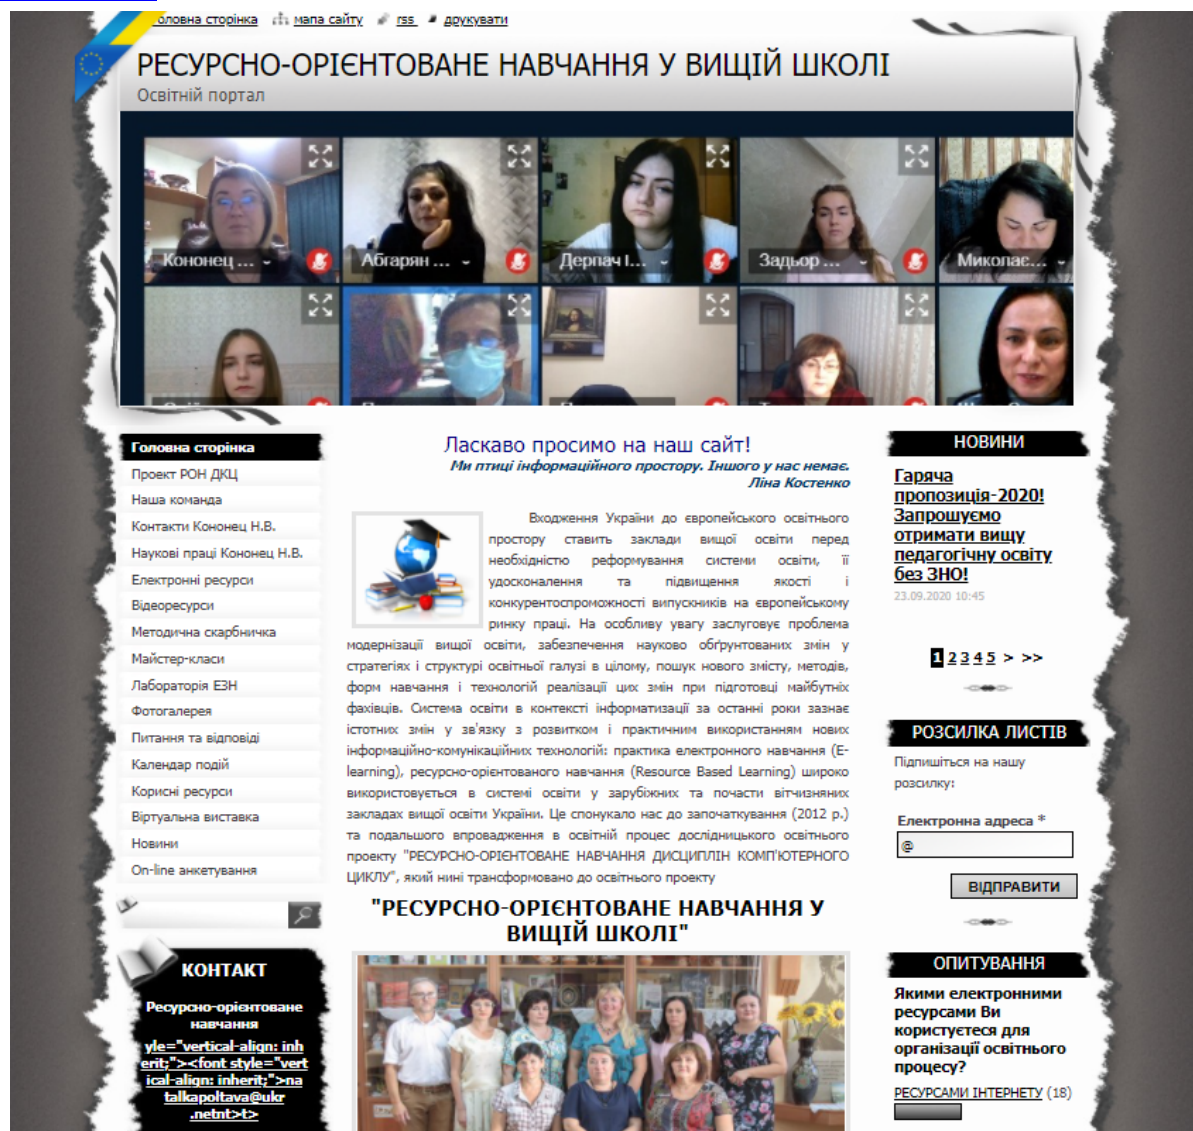 головна сторінка мапа сайту rss друкувати
РЕСУРСНО-ОРІЄНТОВАНЕ НАВЧАННЯ У ВИЩІЙ ШКОЛІ
Освітній портал
Кононец ... Абгарян ... Дерпач І... Задьор ... Миколає...
Головна сторінка
Проект РОН ДКЦ
Наша команда
Контакти Кононец Н.В.
Наукові праці Кононец Н.В.
Електронні ресурси
Відеоресурси
Методична скарбничка
Майстер-класи
Лабораторія ЕЗН
Фотогалерея
Питання та відповіді
Календар подій
Корисні ресурси
Віртуальна виставка
Новини
On-line анкетування
КОНТАКТ
Ресурсно-орієнтоване
навчання
yle="vertical-align: inh
erit;"><font style="vert
ical-align: inherit;">na
talkapoltava@ukr
.netnt>t>
Ласкаво просимо на наш сайт!
Ми птиці інформаційного простору. Іншого у нас немає.
Ліна Костенко
Входження України до європейського освітнього
простору ставить заклади вищої освіти перед
необхідністю реформування системи освіти, її
удосконалення та підвищення якості і
конкурентоспроможності випускників на європейському
ринку праці. На особливу увагу заслуговує проблема
модернізації вищої освіти, забезпечення науково обґрунтованих змін у
стратегіях і структурі освітньої галузі в цілому, пошук нового змісту, методів,
форм навчання і технологій реалізації цих змін при підготовці майбутніх
фахівців. Система освіти в контексті інформатизації за останні роки зазнає
істотних змін у зв'язку з розвитком і практичним використанням нових
інформаційно-комунікаційних технологій: практика електронного навчання (E-
learning), ресурсно-орієнтованого навчання (Resource Based Learning) широко
використовується в системі освіти у зарубіжних та почасти вітчизняних
закладах вищої освіти України. Це спонукало нас до започаткування (2012 р.)
та подальшого впровадження в освітній процес дослідницького освітнього
проекту "РЕСУРСНО-ОРІЄНТОВАНЕ НАВЧАННЯ ДИСЦИПЛІН КОМП'ЮТЕРНОГО
ЦИКЛУ", який нині трансформовано до освітнього проекту
"РЕСУРСНО-ОРІЄНТОВАНЕ НАВЧАННЯ У
ВИЩІЙ ШКОЛІ"
НОВИНИ
Гаряча
пропозиція-2020!
Запрошуємо
отримати вищу
педагогічну освіту
без ЗНО!
23.09.2020 10:45
1 2 3 4 5 > >>
РОЗСИЛКА ЛИСТІВ
Підпишіться на нашу
розсилку:
Електронна адреса *
@
ВІДПРАВИТИ
ОПИТУВАННЯ
Якими електронними
ресурсами Ви
користуєтеся для
організації освітнього
процесу?
РЕСУРСАМИ ІНТЕРНЕТУ (18)